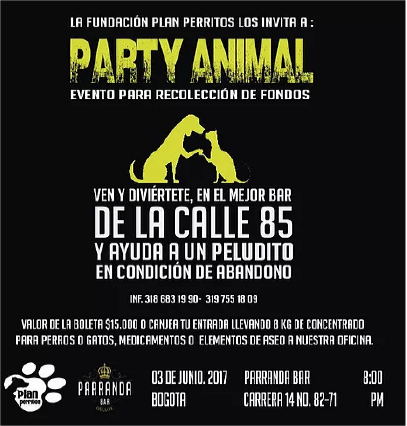 LA FUNDACIÓN PLAN PERRITOS LOS INVITA A :
PARTY ANIMAL
EVENTO PARA RECOLECCIÓN DE FONDOS
VEN Y DIVIÉRTETE, EN EL MEJOR BAR
DE LA CALLE 85
Y AYUDA A UN PELUDITO
EN CONDICIÓN DE ABANDONO
INF. 318 683 19 90- 319 755 18 09
VALOR DE LA BOLETA $15.000 O CANJEA TU ENTRADA LLEVANDO 8 KG DE CONCENTRADO
PARA PERROS O GATOS, MEDICAMENTOS O ELEMENTOS DE ASEO A NUESTRA OFICINA.
Plan
perritos
PARRANDA
BAR
03 DE JUNIO. 2017 PARRANDA BAR 8:00
BOGOTA CARRERA 14 NO. 82-71 PM